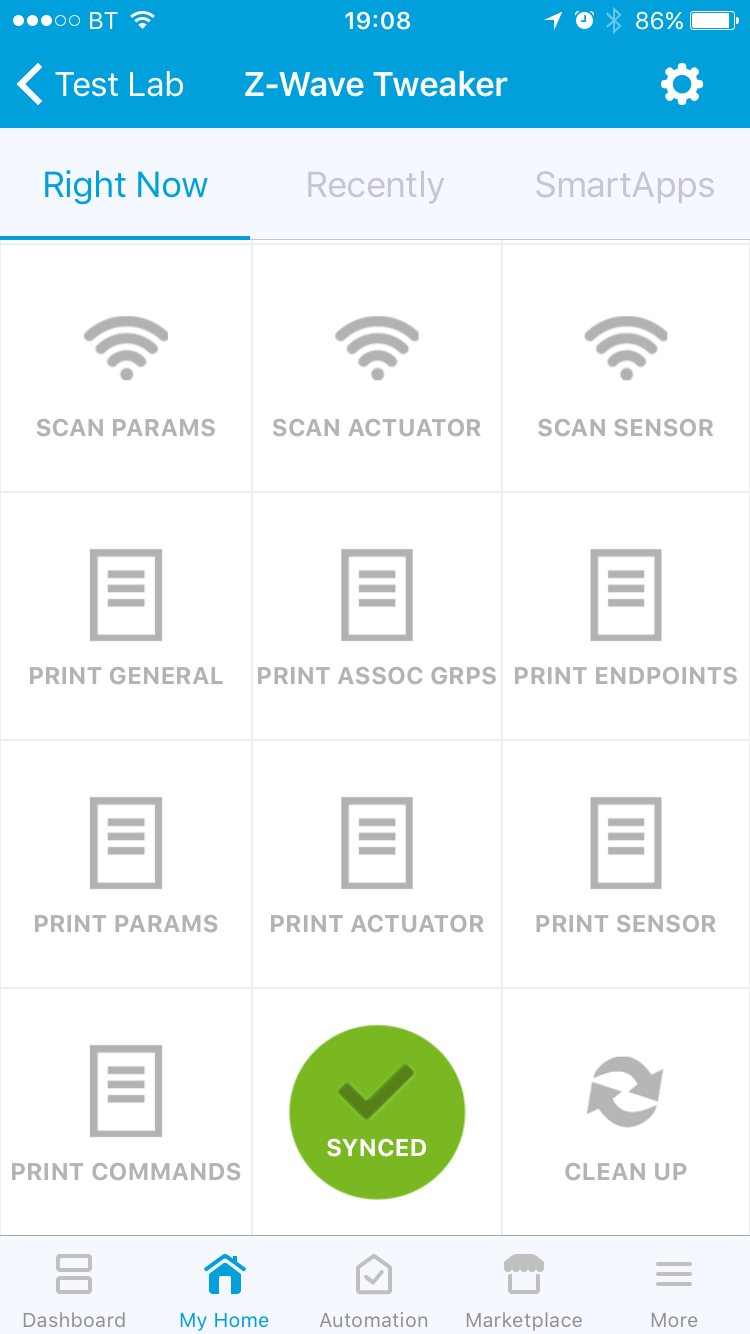 BT 19:08 86%
Test Lab Z-Wave Tweaker
Right Now Recently SmartApps
SCAN PARAMS SCAN ACTUATOR SCAN SENSOR
PRINT GENERAL PRINT ASSOC GRPS PRINT ENDPOINTS
PRINT PARAMS PRINT ACTUATOR PRINT SENSOR
SYNCED
PRINT COMMANDS CLEAN UP
Dashboard My Home Automation Marketplace More